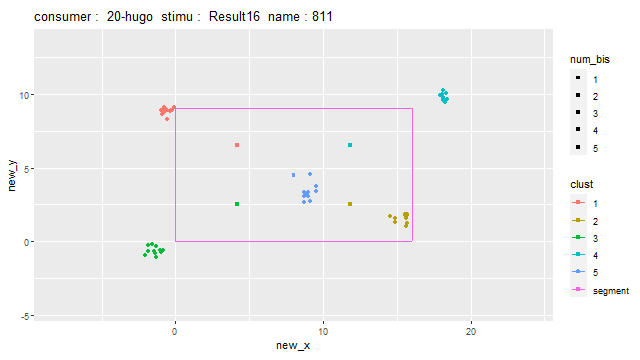 consumer :  20-hugo  stimu :  Result16  name : 811
new_y
10
5
0
-5
0
10
20
new_x
num_bis
1
2
3
4
5
clust
1
2
3
4
5
segment